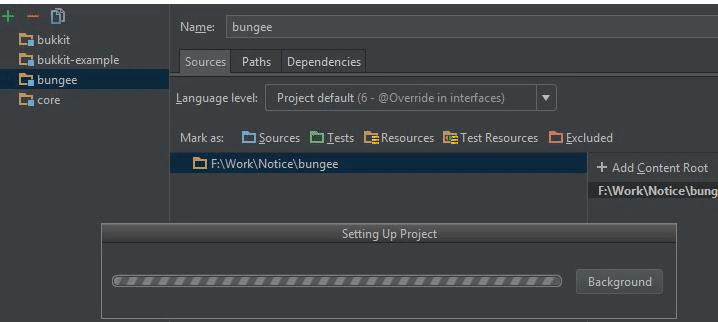 Name: bungee
bukkit
bukkit-example
bungee
core
Sources Paths Dependencies
Language level: Project default (6 - @Override in interfaces)
Mark as: Sources Tests Resources Test Resources Excluded
F:\Work\Notice\bungee
+ Add Content Root
F:\Work\Notice\bung
Setting Up Project
Background